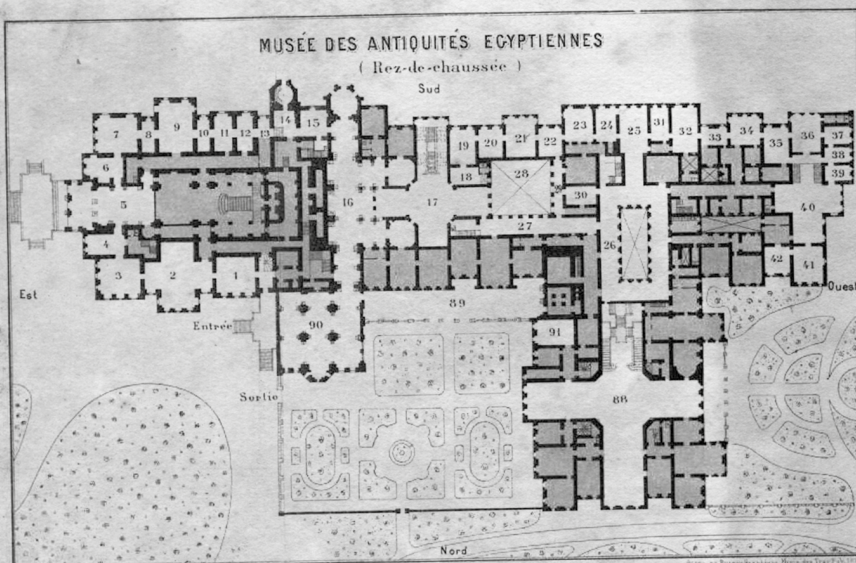 MUSÉE DES ANTIQUITÉS EGYPTIENNES
( Rez-de-chaussée )
Sud
7 8 9 10 11 12 13 14 15
19 20 21 22 23 24 25 31 32 33 34 35 36 37
38
39
6 18 28 30
5 16 17 40
4 27 26
3 2 1 42 41
Est
Ouest
89
Entrée
90
91
Sortie
88
Nord